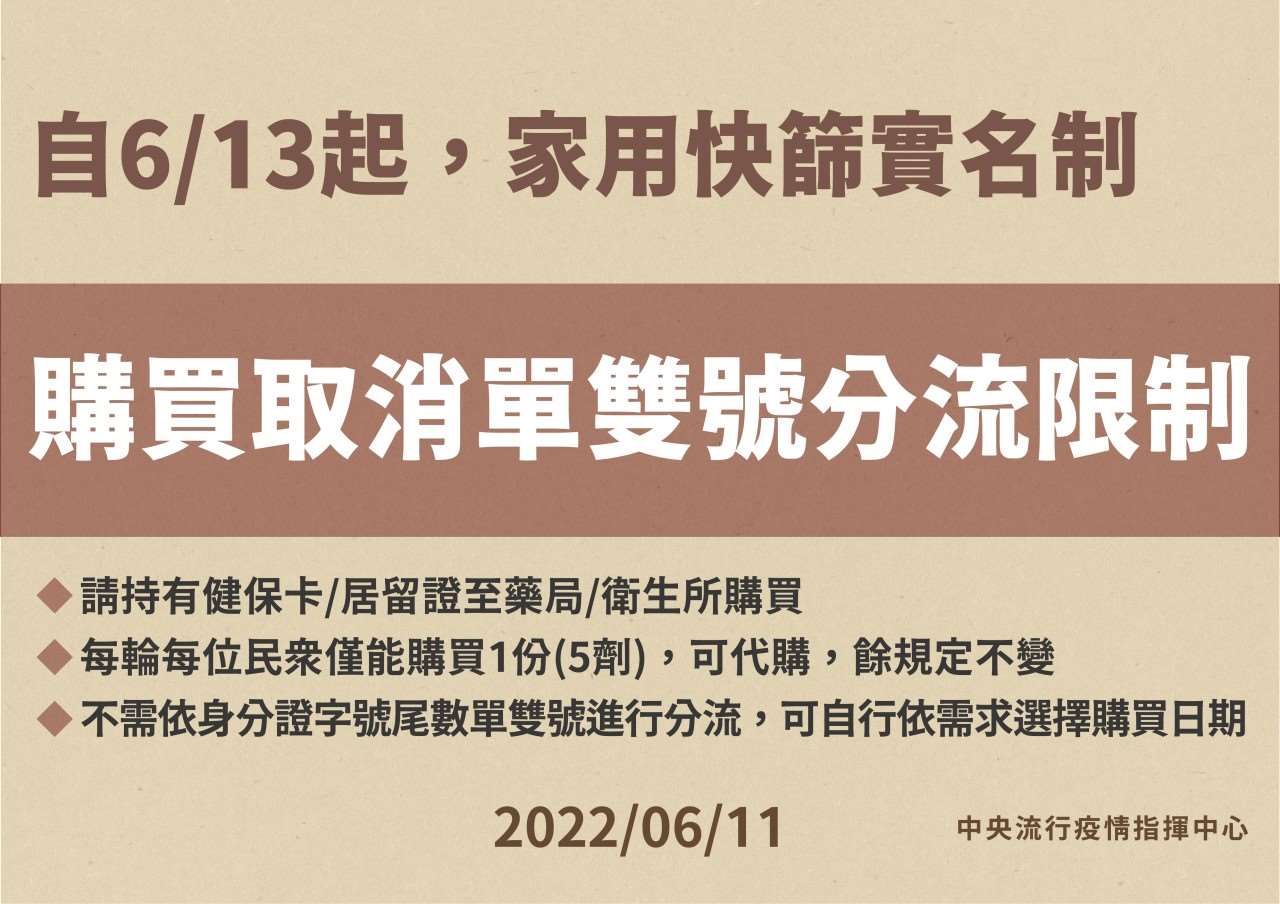 自6/13起，家用快篩實名制
購買取消單雙號分流限制
◆請持有健保卡/居留證至藥局/衛生所購買
◆每輪每位民衆僅能購買1份(5劑)，可代購，餘規定不變
◆不需依身分證字號尾數單雙號進行分流，可自行依需求選擇購買日期
2022/06/11
中央流行疫情指揮中心